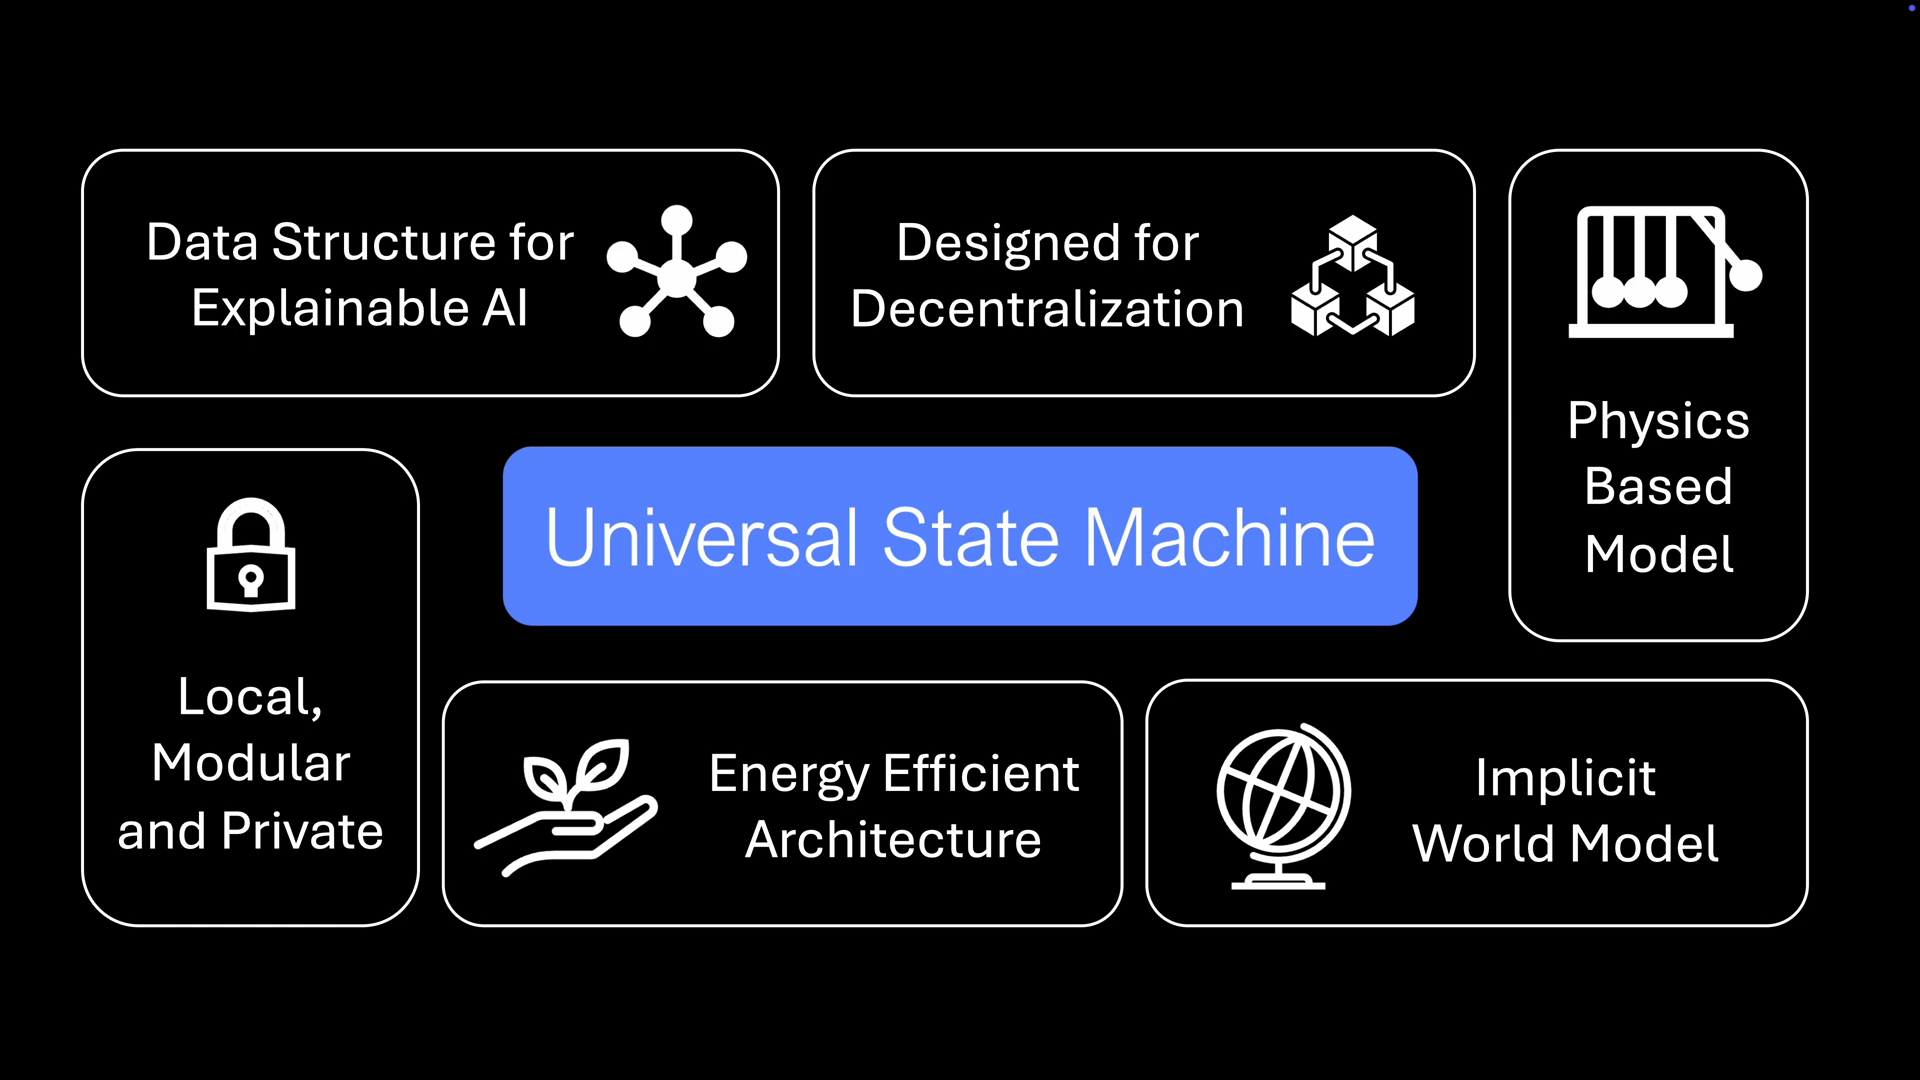 Data Structure for
Explainable AI
Designed for
Decentralization
Physics
Based
Model
Universal State Machine
Local,
Modular
and Private
Energy Efficient
Architecture
Implicit
World Model